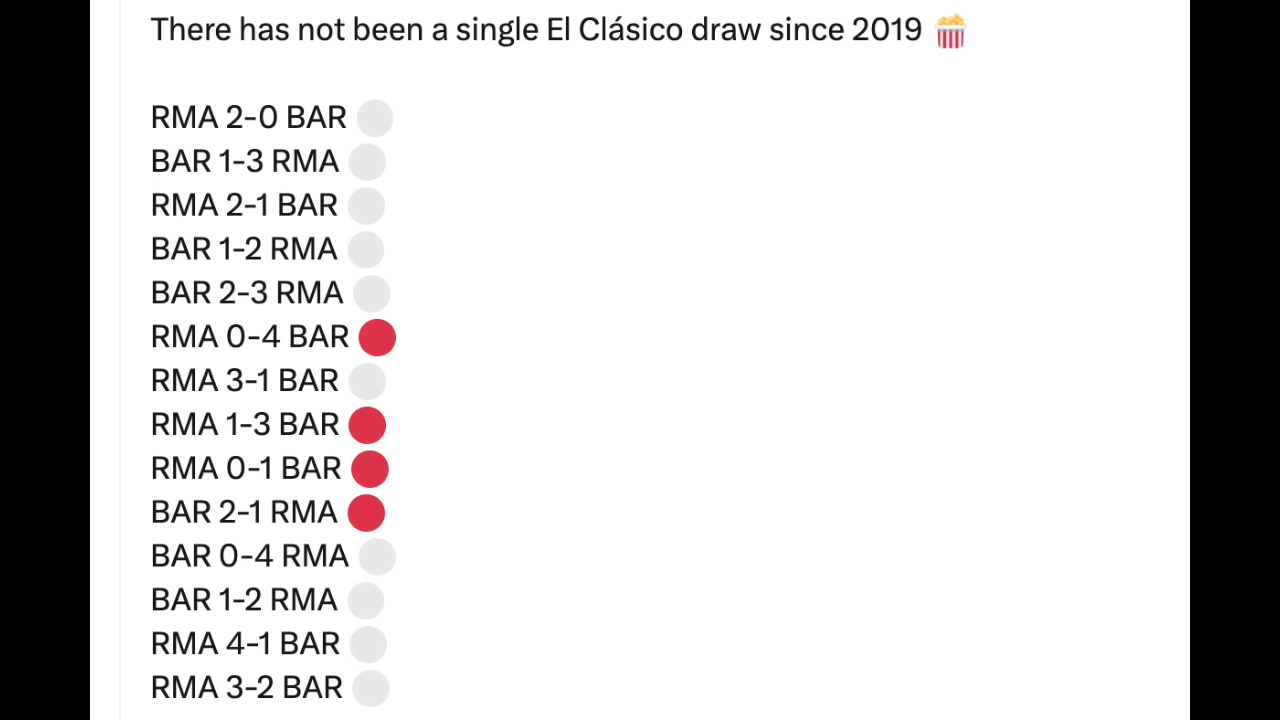 There has not been a single El Clásico draw since 2019 🍿
RMA 2-0 BAR
BAR 1-3 RMA
RMA 2-1 BAR
BAR 1-2 RMA
BAR 2-3 RMA
RMA 0-4 BAR
RMA 3-1 BAR
RMA 1-3 BAR
RMA 0-1 BAR
BAR 2-1 RMA
BAR 0-4 RMA
BAR 1-2 RMA
RMA 4-1 BAR
RMA 3-2 BAR